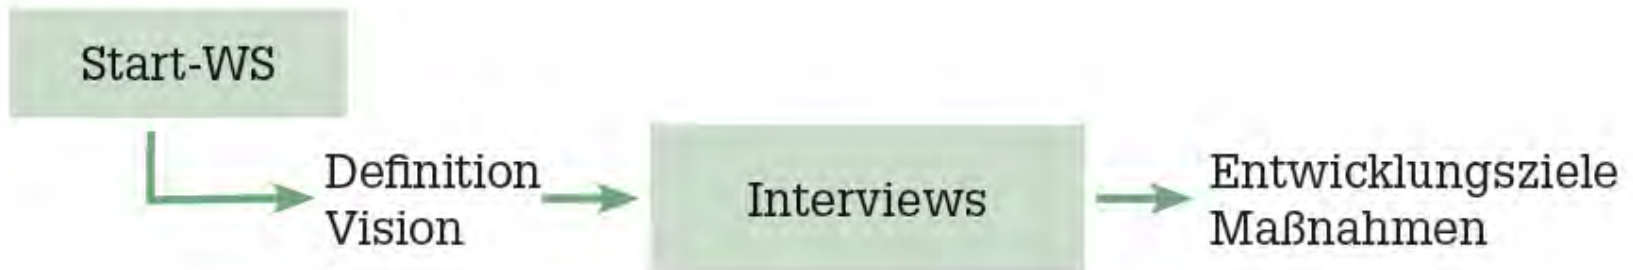 Start-WS
Definition
Vision
Interviews
Entwicklungsziele
Maßnahmen